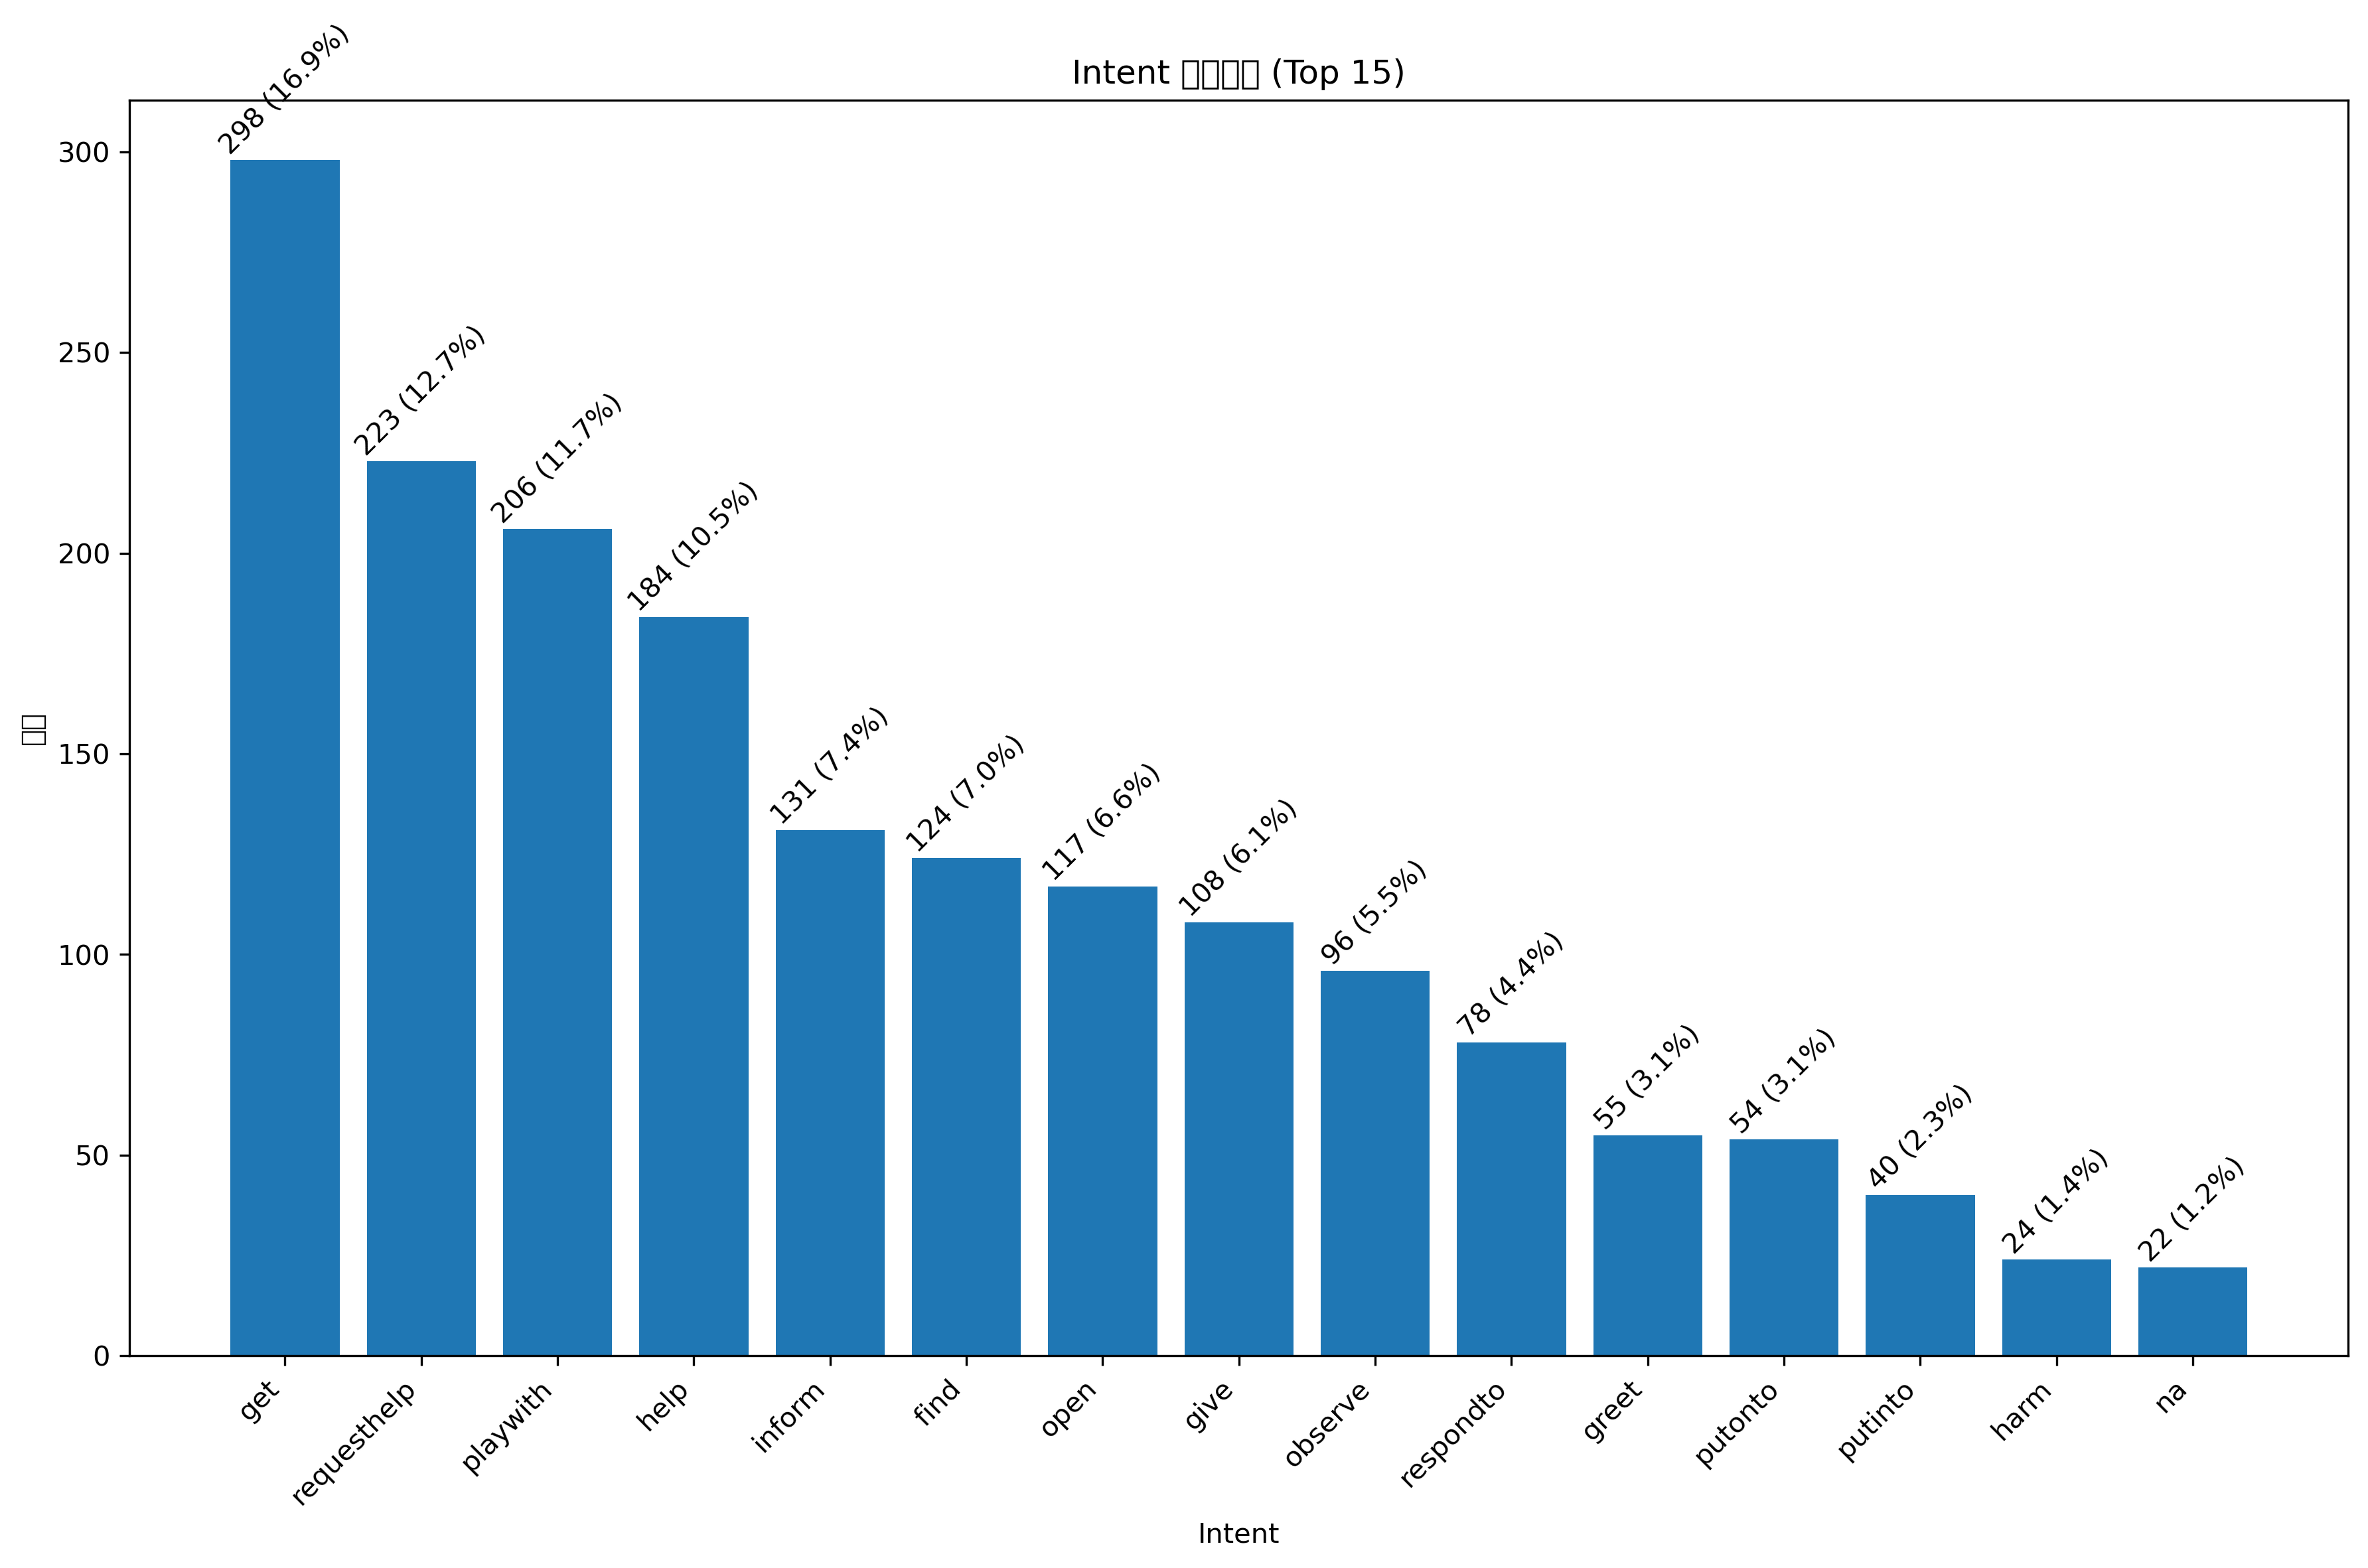 Intent (Top 15)
298 (16.9%)
223 (12.7%)
206 (11.7%)
184 (10.5%)
131 (7.4%)
124 (7.0%)
117 (6.6%)
108 (6.1%)
96 (5.5%)
78 (4.4%)
55 (3.1%)
54 (3.1%)
40 (2.3%)
24 (1.4%)
22 (1.2%)
300
250
200
150
100
50
0
get
requesthelp
playwith
help
inform
find
open
give
observe
respondto
greet
putonto
putinto
harm
na
Intent